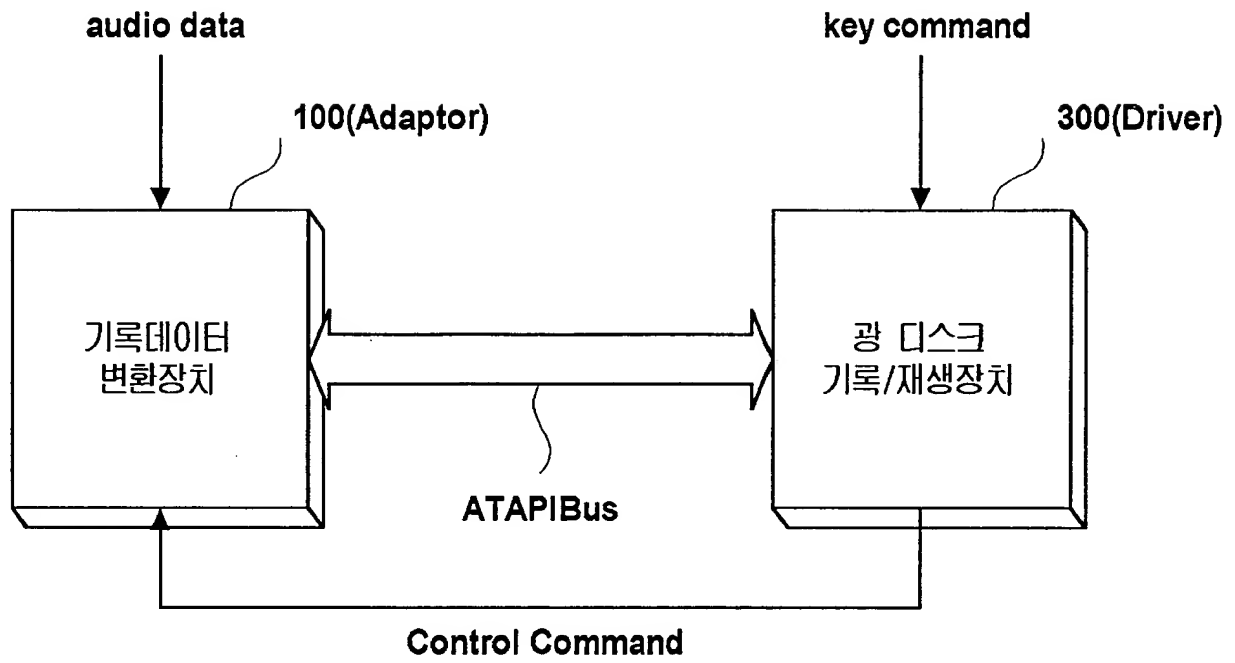 audio data
key command
100(Adaptor)
300(Driver)
기록데이터
변환장치
광 디스크
기록/재생장치
ATAPIBus
Control Command